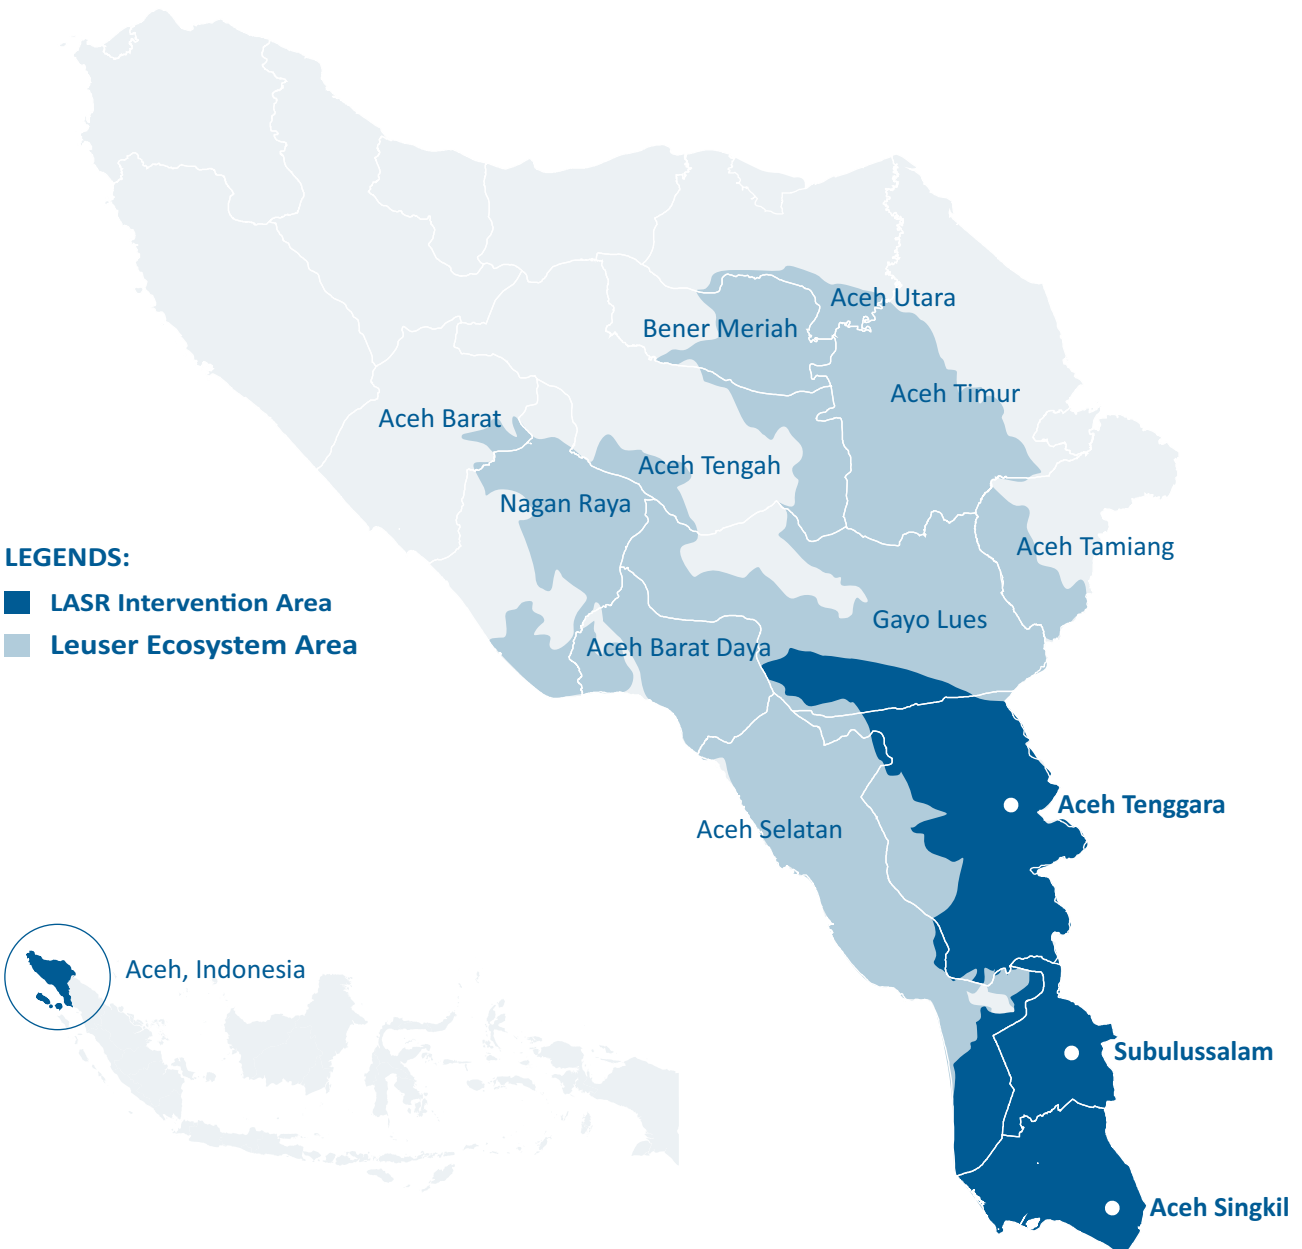 Aceh Utara
Bener Meriah
Aceh Timur
Aceh Barat
Aceh Tengah
Nagan Raya
Aceh Tamiang
LEGENDS:
LASR Intervention Area
Leuser Ecosystem Area
Gayo Lues
Aceh Barat Daya
Aceh Tenggara
Aceh Selatan
Aceh, Indonesia
Subulussalam
Aceh Singkil